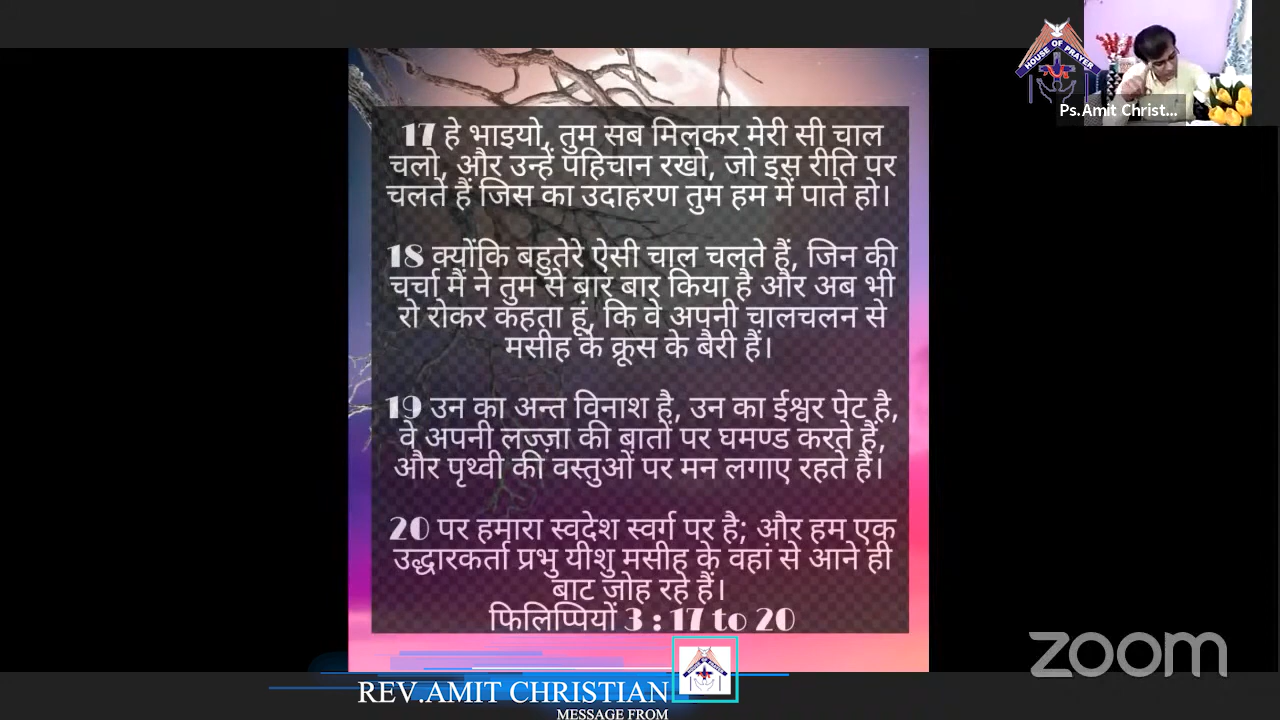 HOUSE OF PRAYER
Ps.Amit Christ...
17 हे भाइयो, तुम सब मिलकर मेरी सी चाल
चलो, और उन्हें पहिचान रखो, जो इस रीति पर
चलते हैं जिस का उदाहरण तुम हम में पाते हो।
18 क्योंकि बहुतेरे ऐसी चाल चलते हैं, जिन की
चर्चा मैं ने तुम से बार बार किया है और अब भी
रो रोकर कहता हूं, कि वे अपनी चालचलन से
मसीह के क्रूस के बैरी हैं।
19 उन का अन्त विनाश है, उन का ईश्वर पेट है,
वे अपनी लज्ज़ा की बातों पर घमण्ड करते हैं,
और पृथ्वी की वस्तुओं पर मन लगाए रहते हैं।
20 पर हमारा स्वदेश स्वर्ग पर है; और हम एक
उद्धारकर्ता प्रभु यीशु मसीह के वहां से आने ही
बाट जोह रहे हैं।
फिलिप्पियों 3 : 17 to 20
zoom
REV.AMIT CHRISTIAN
HOUSE OF PRAYER
MESSAGE FROM